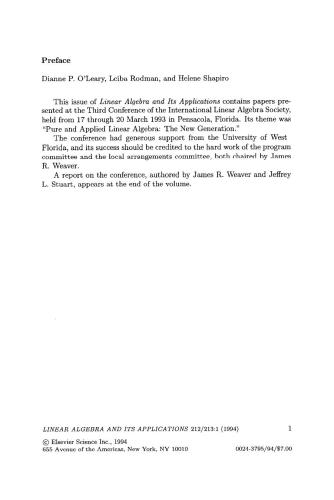 Preface
Dianne P. O'Leary, Leiba Rodman, and Helene Shapiro
This issue of Linear Algebra and Its Applications contains papers pre-
sented at the Third Conference of the International Linear Algebra Society,
held from 17 through 20 March 1993 in Pensacola, Florida. Its theme was
"Pure and Applied Linear Algebra: The New Generation."
The conference had generous support from the University of West
Florida, and its success should be credited to the hard work of the program
committee and the local arrangements committee, both chaired by James
R. Weaver.
A report on the conference, authored by James R. Weaver and Jeffrey
L. Stuart, appears at the end of the volume.
LINEAR ALGEBRA AND ITS APPLICATIONS 212/213:1 (1994) 1
© Elsevier Science Inc., 1994
655 Avenue of the Americas, New York, NY 10010 0024-3795/94/$7.00